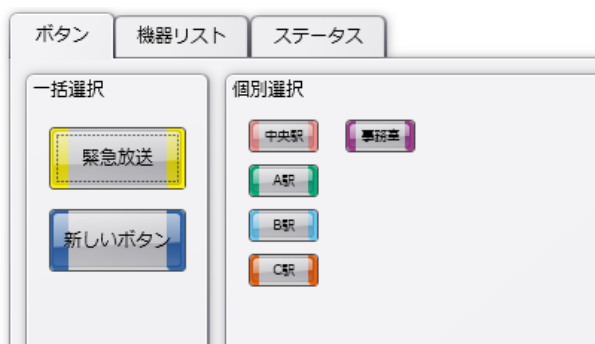 ボタン
機器リスト
ステータス
一括選択
緊急放送
新しいボタン
個別選択
中央駅
事務室
A駅
B駅
C駅